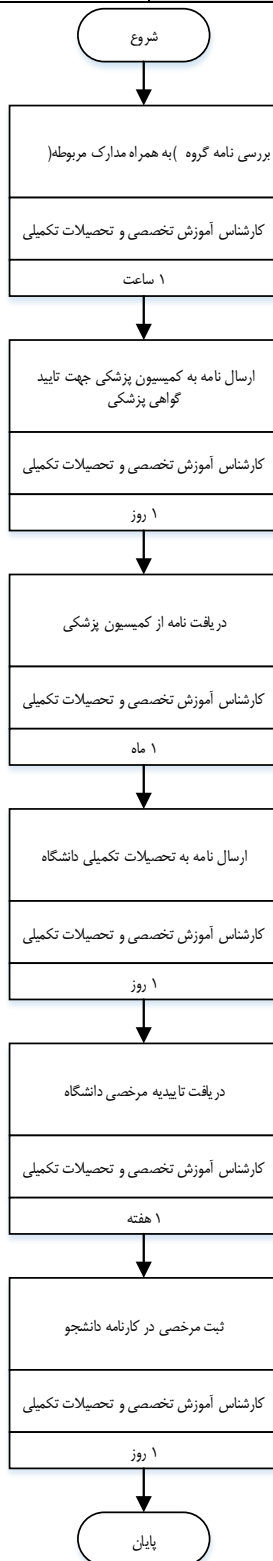 شروع
بررسی نامه گروه )به همراه مدارک مربوطه(
کارشناس آموزش تخصصی و تحصیلات تکمیلی
۱ ساعت
ارسال نامه به کمیسیون پزشکی جهت تایید
گواهی پزشکی
کارشناس آموزش تخصصی و تحصیلات تکمیلی
۱ روز
دریافت نامه از کمیسیون پزشکی
کارشناس آموزش تخصصی و تحصیلات تکمیلی
۱ ماه
ارسال نامه به تحصیلات تکمیلی دانشگاه
کارشناس آموزش تخصصی و تحصیلات تکمیلی
۱ روز
دریافت تاییدیه مرخصی دانشگاه
کارشناس آموزش تخصصی و تحصیلات تکمیلی
۱ هفته
ثبت مرخصی در کارنامه دانشجو
کارشناس آموزش تخصصی و تحصیلات تکمیلی
۱ روز
پایان